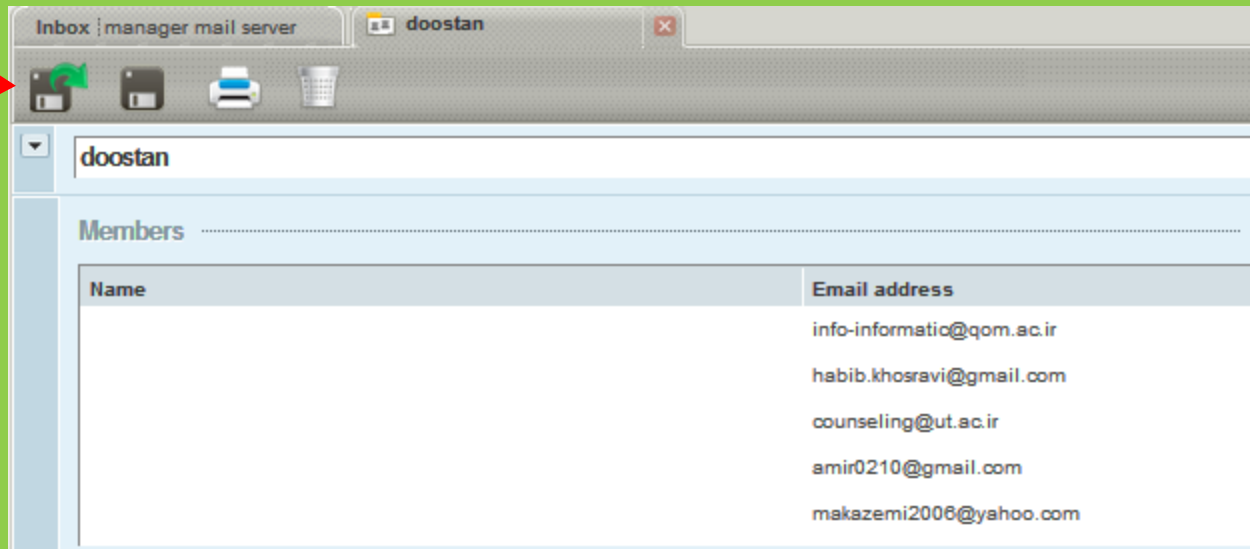 Inbox manager mail server doostan
doostan
Members
Name Email address
info-informatic@qom.ac.ir
habib.khosravi@gmail.com
counseling@ut.ac.ir
amir0210@gmail.com
makazemi2006@yahoo.com